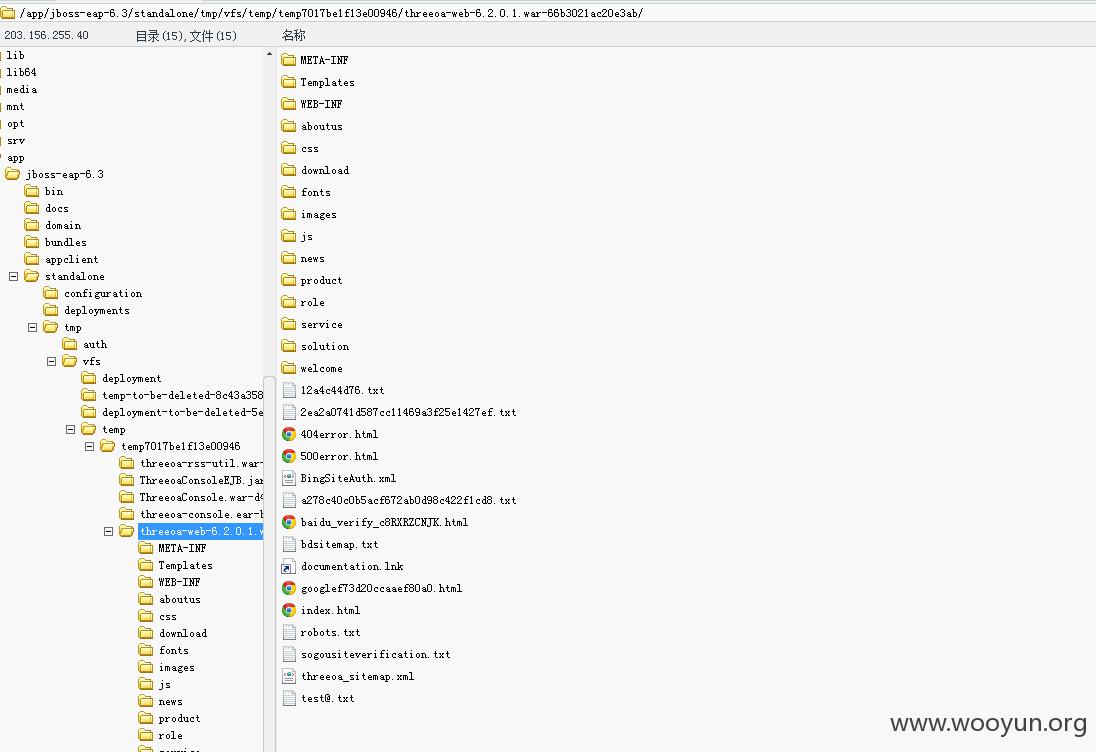 /app/jboss-eap-6.3/standalone/tmp/vfs/temp/temp7017be1f13e00946/threeoa-web-6.2.0.1.war-66b3021ac20e3ab/
203.156.255.40
目录(15),文件(15)
名称
lib
lib64
media
mnt
opt
srv
app
jboss-eap-6.3
bin
docs
domain
bundles
appclient
standalone
configuration
deployments
tmp
auth
vfs
deployment
temp-to-be-deleted-8c43a358
deployment-to-be-deleted-5e
temp
temp7017be1f13e00946
threeoa-rss-util.war-
ThreeoaConsoleEJB.jar
ThreeoaConsole.war-d4
threeoa-console.ear-b
threeoa-web-6.2.0.1.w
META-INF
Templates
WEB-INF
aboutus
css
download
fonts
images
js
news
product
role
META-INF
Templates
WEB-INF
aboutus
css
download
fonts
images
js
news
product
role
service
solution
welcome
12a4c44d76.txt
2ea2a0741d587cc11469a3f25e1427ef.txt
404error.html
500error.html
BingSiteAuth.xml
a278c40c0b5acf672ab0d98c422f1cd8.txt
baidu_verify_c8RXRZCNJK.html
bdsitemap.txt
documentation.lnk
googlef73d20ccaaef80a0.html
index.html
robots.txt
sogousiteverification.txt
threeoa_sitemap.xml
test@.txt
www.wooyun.org